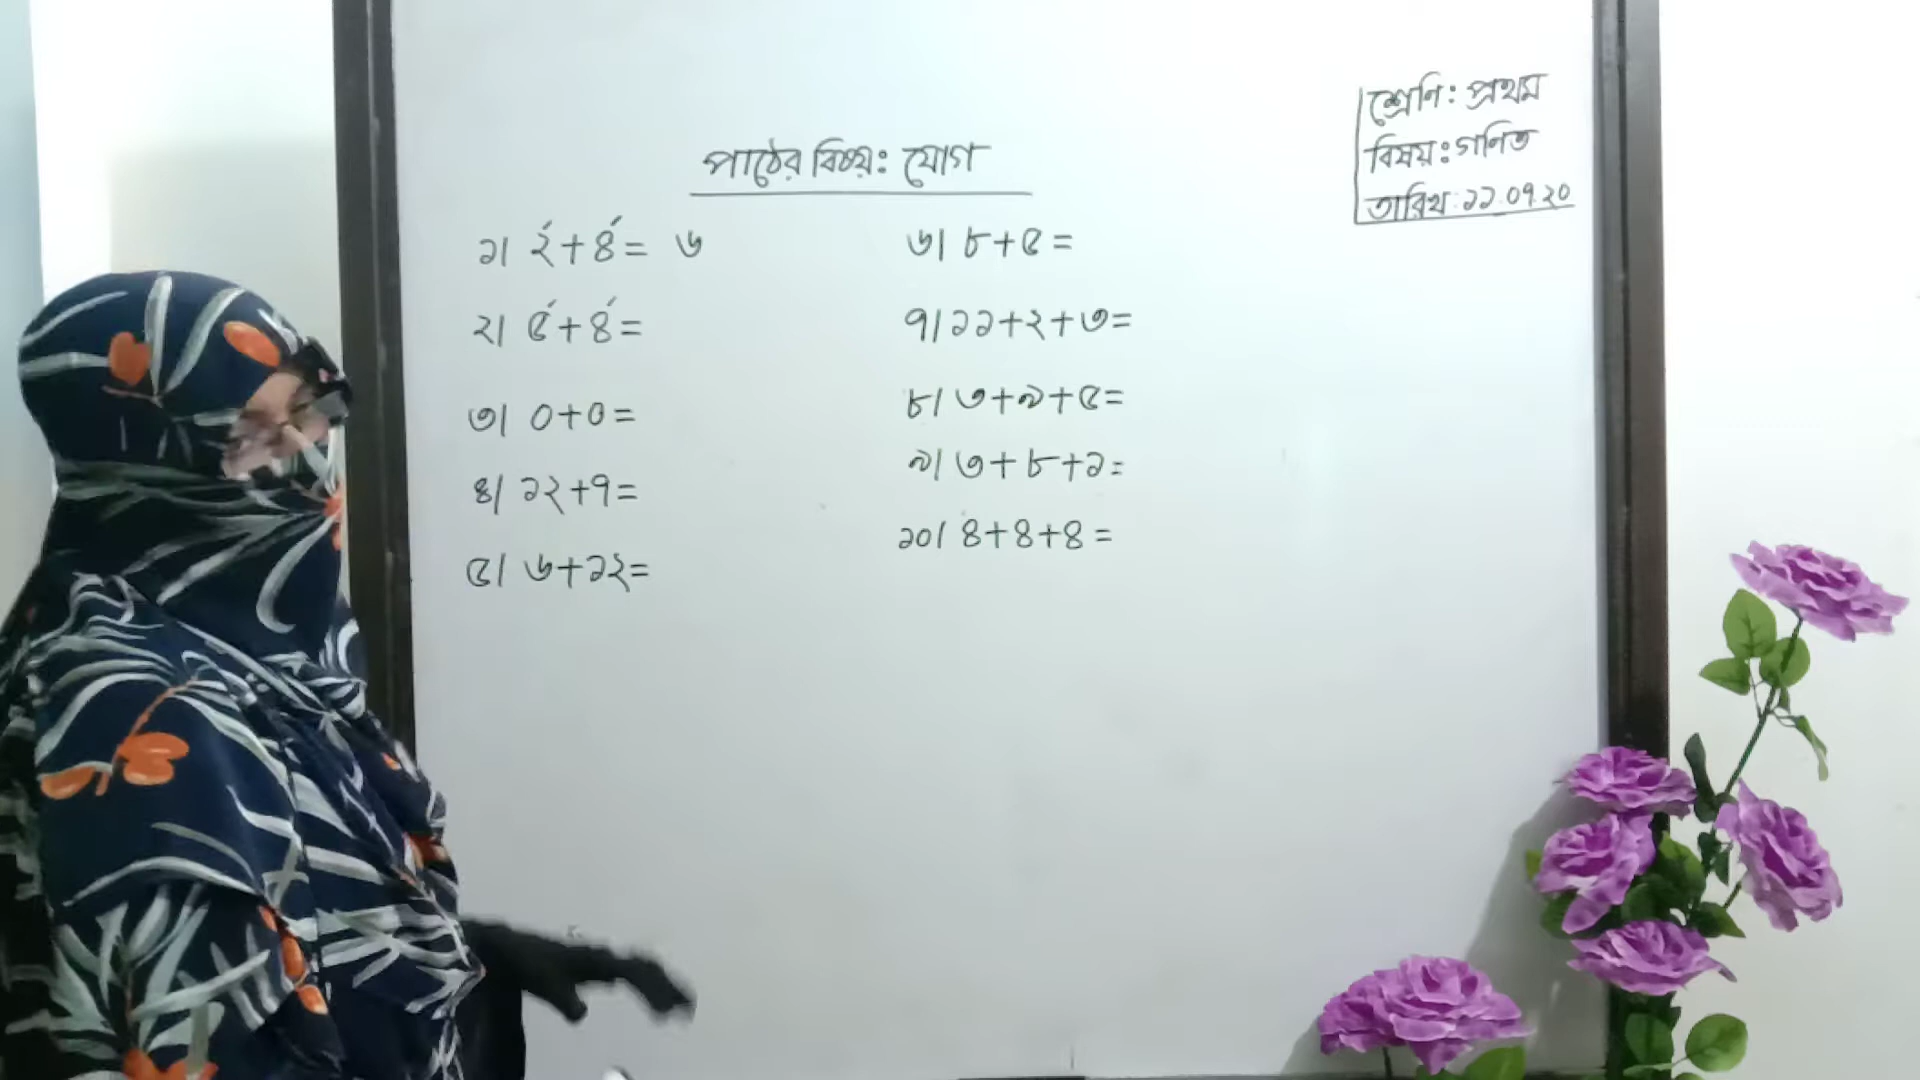 শ্রেণি: প্রথম
বিষয়: গণিত
তারিখ: ১১.০৭.২০
পাঠের বিষয়: যোগ
১। ২+৪= ৬
২। ৫+৪=
৩। ০+০=
৪। ১২+৭=
৫। ৬+১২=
৬। ৮+৫=
৭। ১১+২+৩=
৮। ৩+৯+৫=
৯। ৩+৮+১=
১০। ৪+৪+৪=